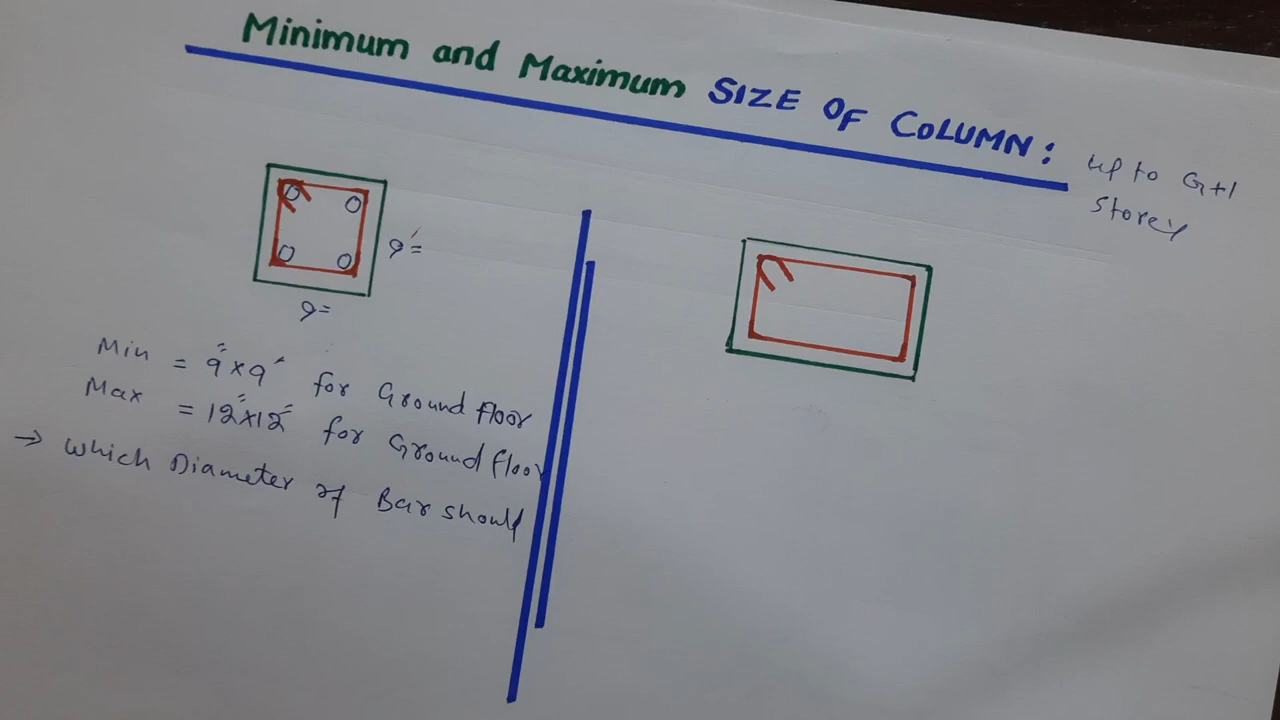 Minimum and Maximum SIZE OF COLUMN:
up to G+1
Storey
9"
9"
Min = 9"x9" for Ground floor
Max = 12"x12" for Ground floor
→ Which Diameter of Bar should